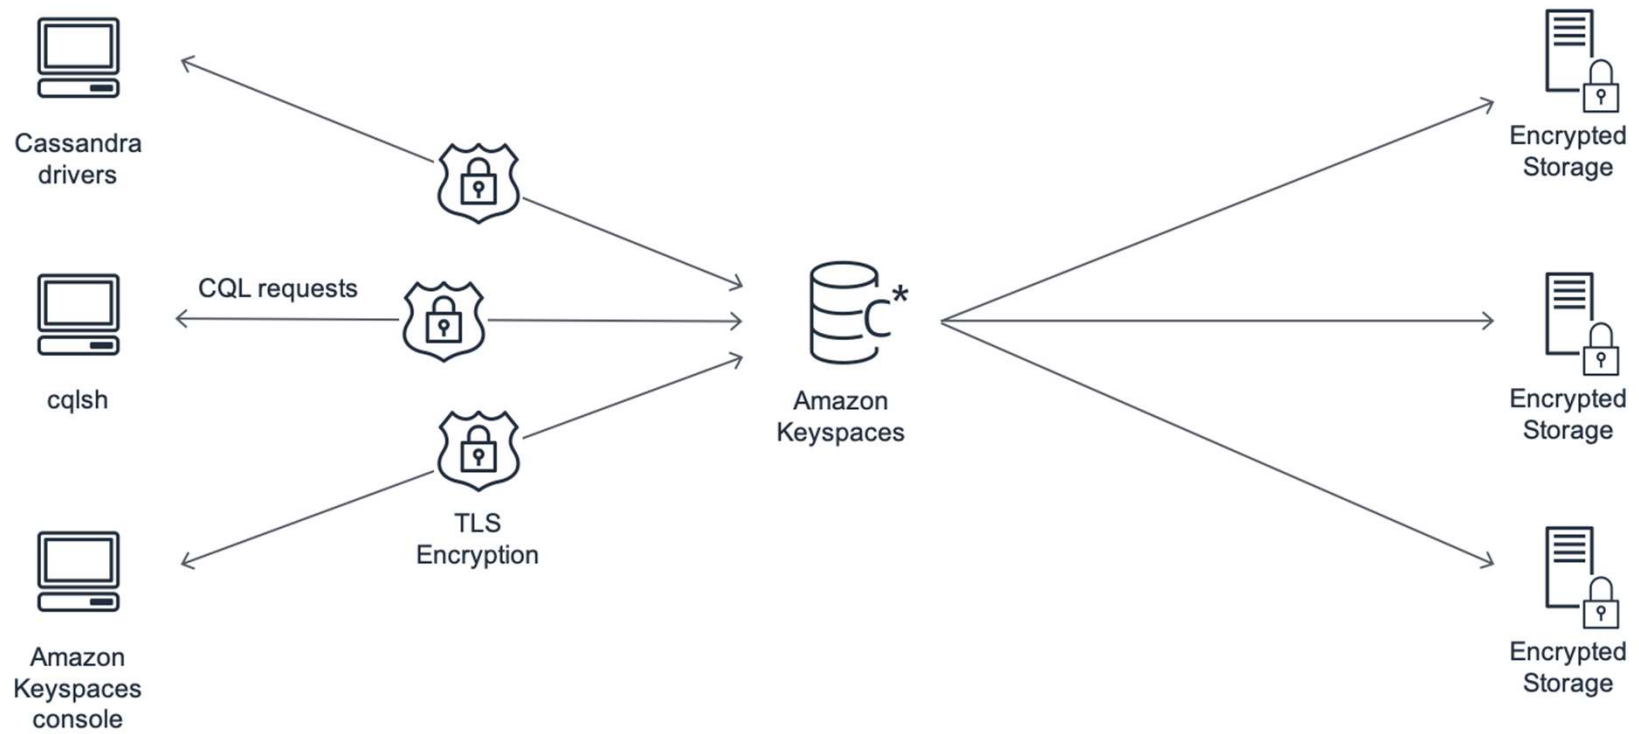 Cassandra
drivers
CQL requests
cqlsh
Amazon
Keyspaces
console
TLS
Encryption
C*
Amazon
Keyspaces
Encrypted
Storage
Encrypted
Storage
Encrypted
Storage